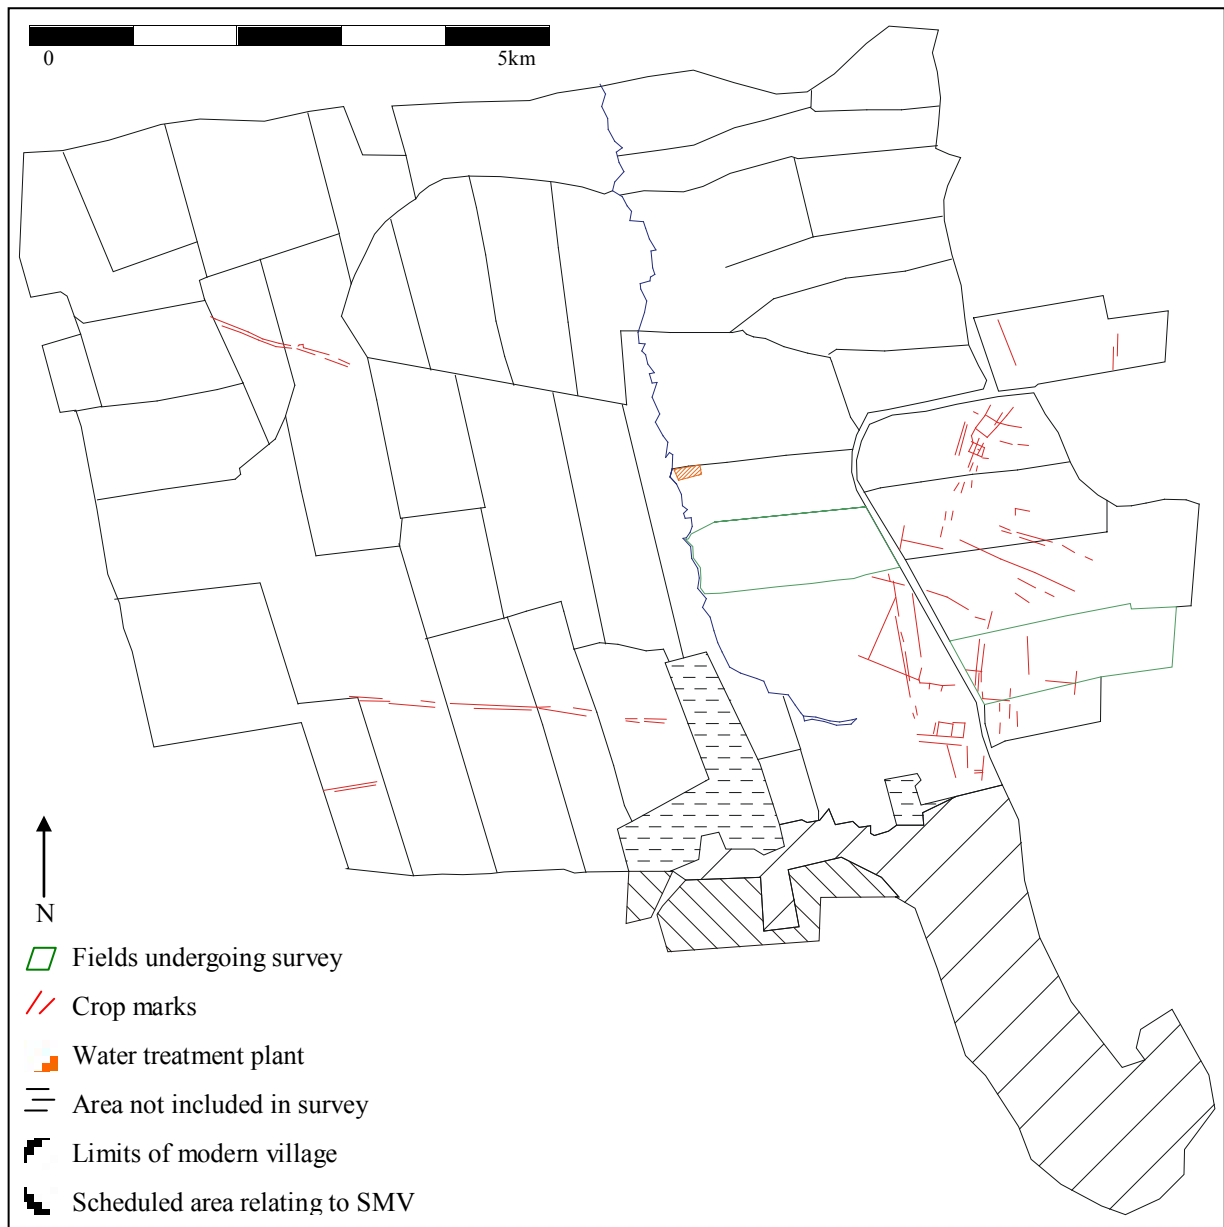 0 5km
N
Fields undergoing survey
Crop marks
Water treatment plant
Area not included in survey
Limits of modern village
Scheduled area relating to SMV